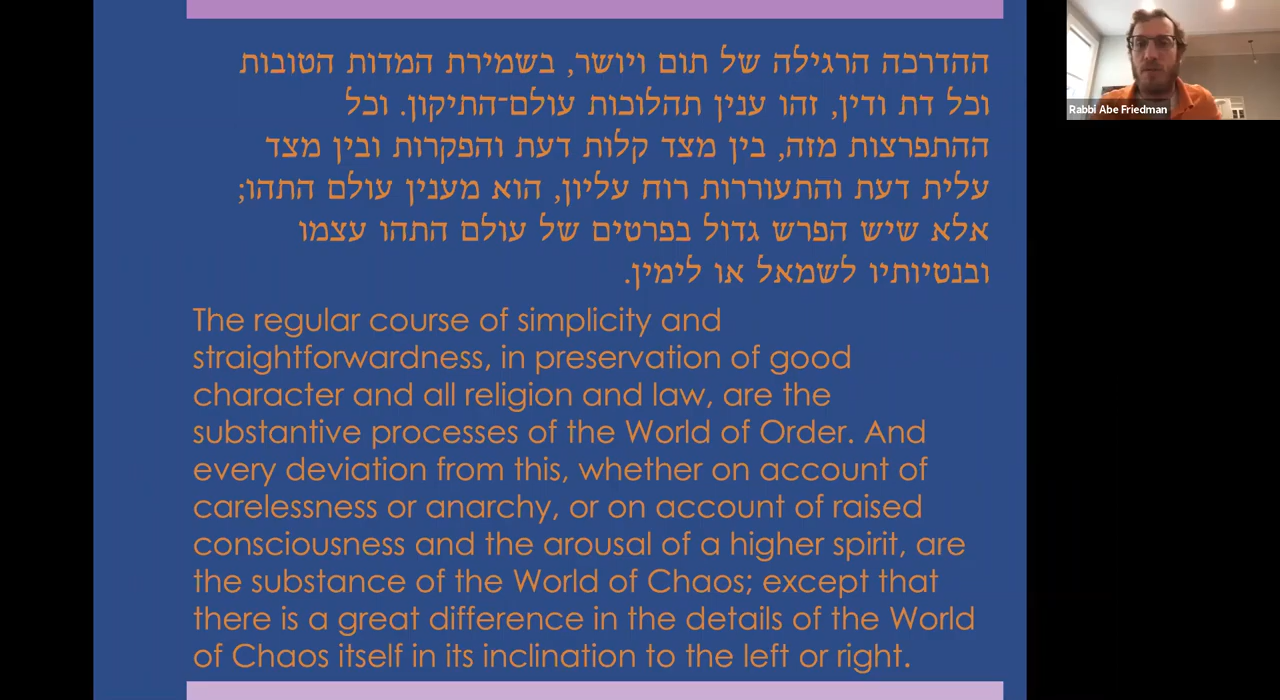 ההדרכה הרגילה של תום ויושר, בשמירת המדות הטובות
וכל דת ודין, זהו ענין תהלוכות עולם־התיקון. וכל
ההתפרצות מזה, בין מצד קלות דעת והפקרות ובין מצד
עלית דעת והתעוררות רוח עליון, הוא מענין עולם התהו;
אלא שיש הפרש גדול בפרטים של עולם התהו עצמו
ובנטיותיו לשמאל או לימין.
The regular course of simplicity and
straightforwardness, in preservation of good
character and all religion and law, are the
substantive processes of the World of Order. And
every deviation from this, whether on account of
carelessness or anarchy, or on account of raised
consciousness and the arousal of a higher spirit, are
the substance of the World of Chaos; except that
there is a great difference in the details of the World
of Chaos itself in its inclination to the left or right.
Rabbi Abe Friedman